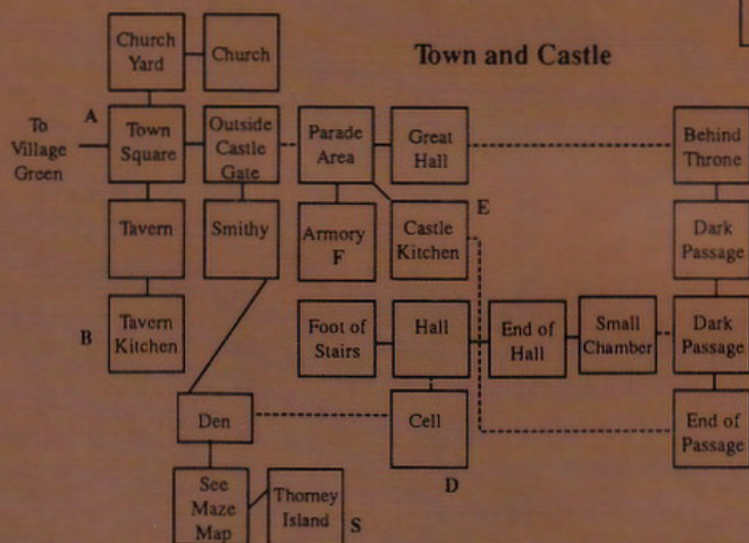 Town and Castle
Church
Yard
Church
A
To
Village
Green
Town
Square
Outside
Castle
Gate
Parade
Area
Great
Hall
Behind
Throne
Tavern
Smithy
Armory
F
Castle
Kitchen
E
Dark
Passage
B
Tavern
Kitchen
Foot of
Stairs
Hall
End of
Hall
Small
Chamber
Dark
Passage
Den
Cell
D
End of
Passage
See
Maze
Map
Thorney
Island
S